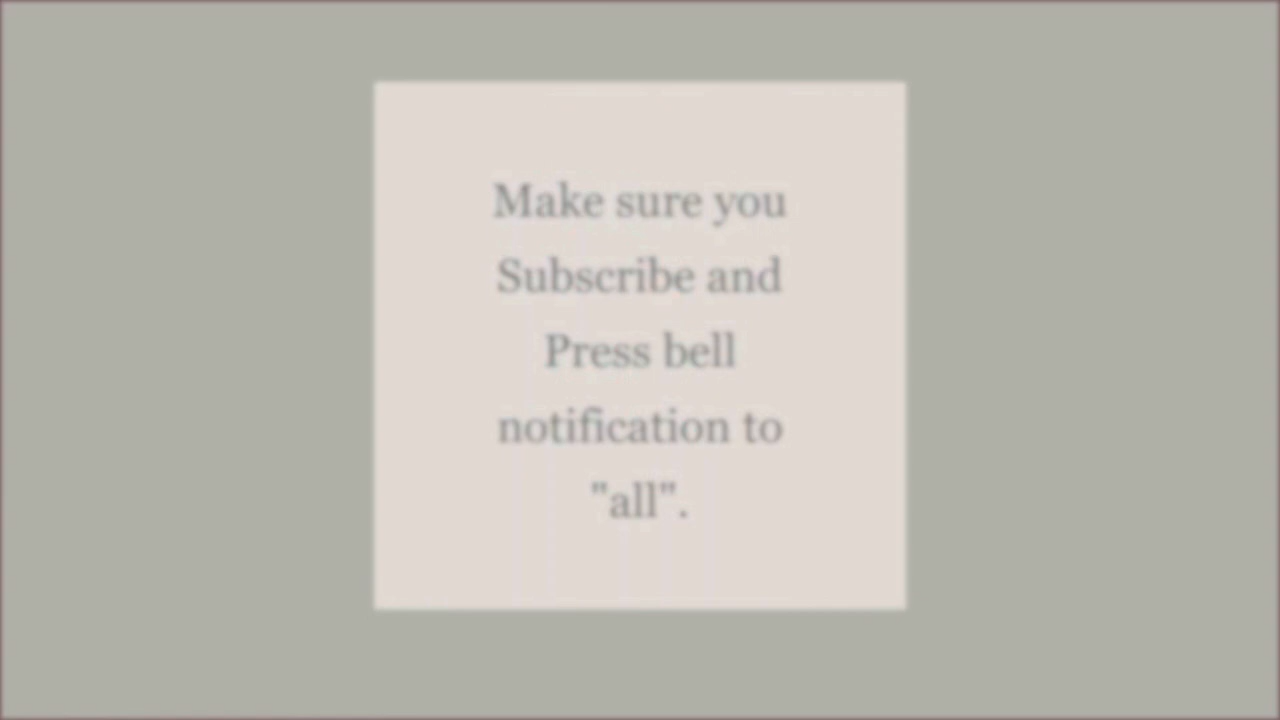 Make sure you
Subscribe and
Press bell
notification to
"all".